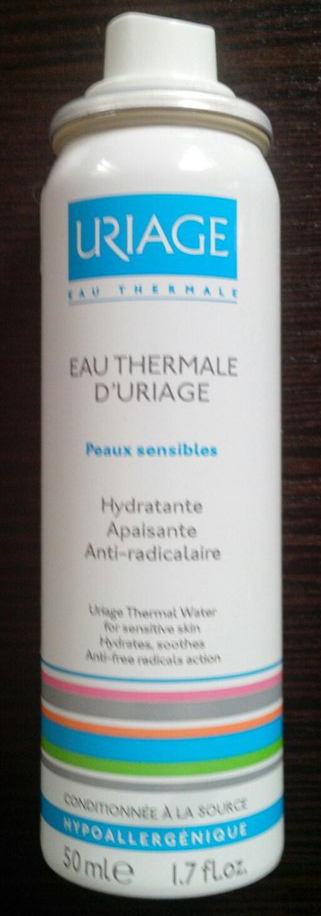 URIAGE
EAU THERMALE
EAU THERMALE
D'URIAGE
Peaux sensibles
Hydratante
Apaisante
Anti-radicalaire
Uriage Thermal Water
for sensitive skin
Hydrates, soothes
Anti-free radicals action
CONDITIONNÉE À LA SOURCE
HYPOALLERGÉNIQUE
50 ml e 1.7 fl.oz.